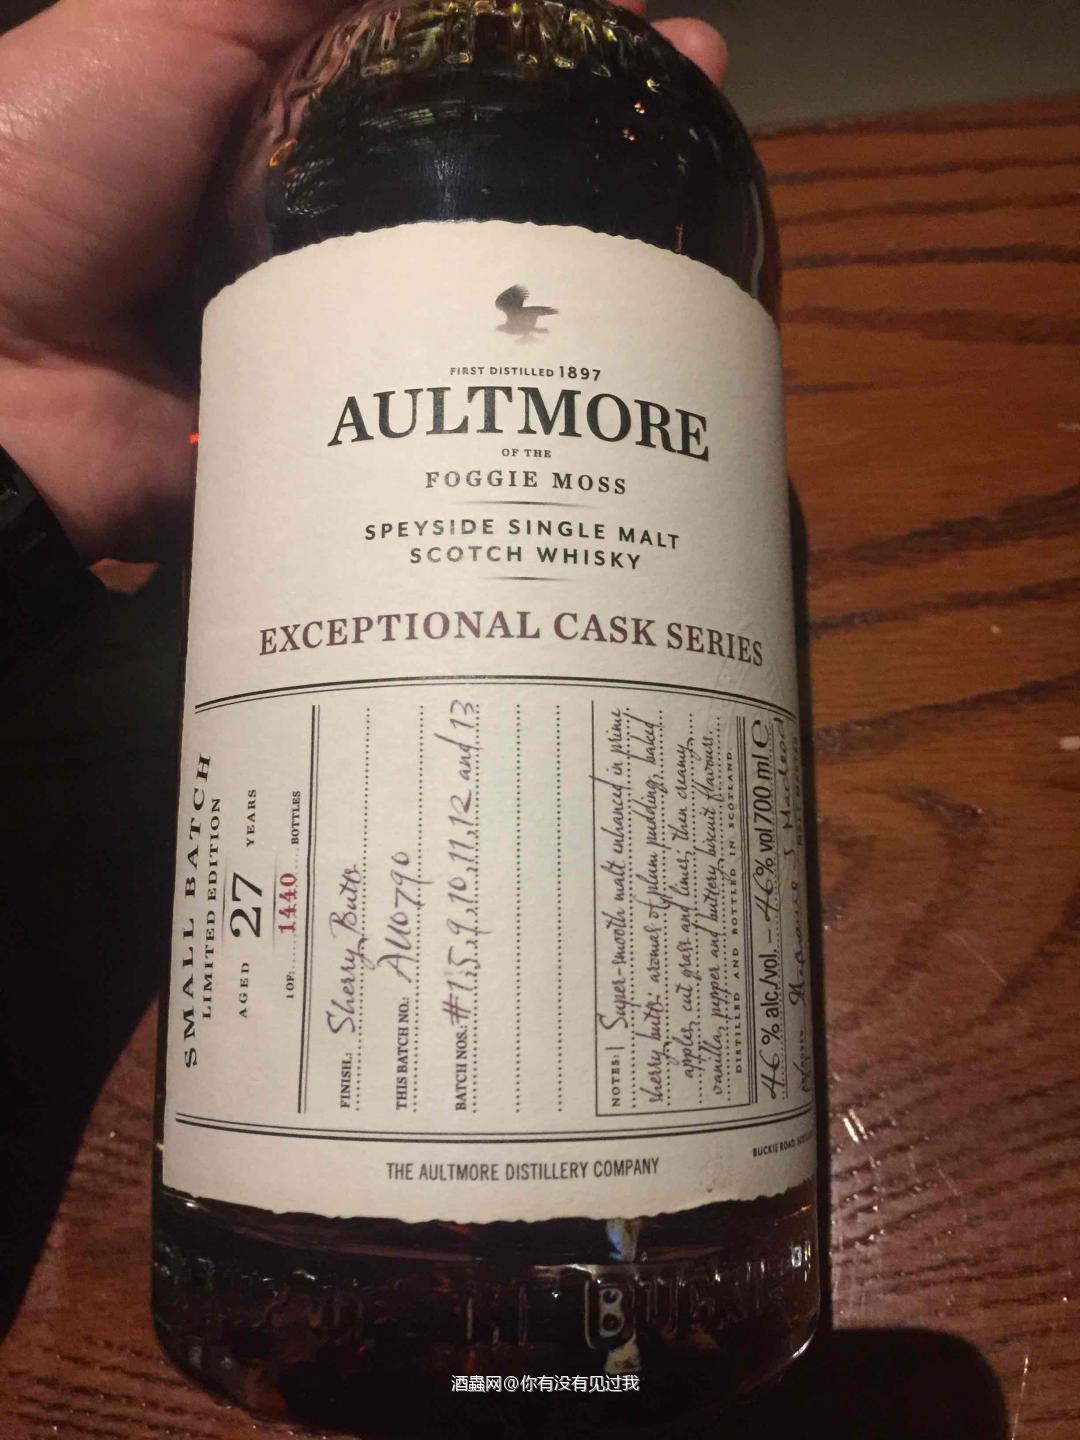 FIRST DISTILLED 1897
AULTMORE
OF THE
FOGGIE MOSS
SPEYSIDE SINGLE MALT
SCOTCH WHISKY
EXCEPTIONAL CASK SERIES
SMALL BATCH
LIMITED EDITION
AGED 27 YEARS
1 OF: 1440 BOTTLES
FINISH.: Sherry Butts
THIS BATCH NO.: AU0790
BATCH NOS.: #1,5,9,10,11,12 and 13
NOTES: Super-smooth malt enhanced in prime
sherry butts: aromas of plum pudding, baked
apples, cut grass and limes; then creamy
vanilla, pepper and buttery biscuit flavours.
DISTILLED AND BOTTLED IN SCOTLAND.
46% alc./vol. - 46% vol 700 ml e
THE AULTMORE DISTILLERY COMPANY
BUCKIE ROAD,
BUCKIE
酒蟲网@你有没有见过我